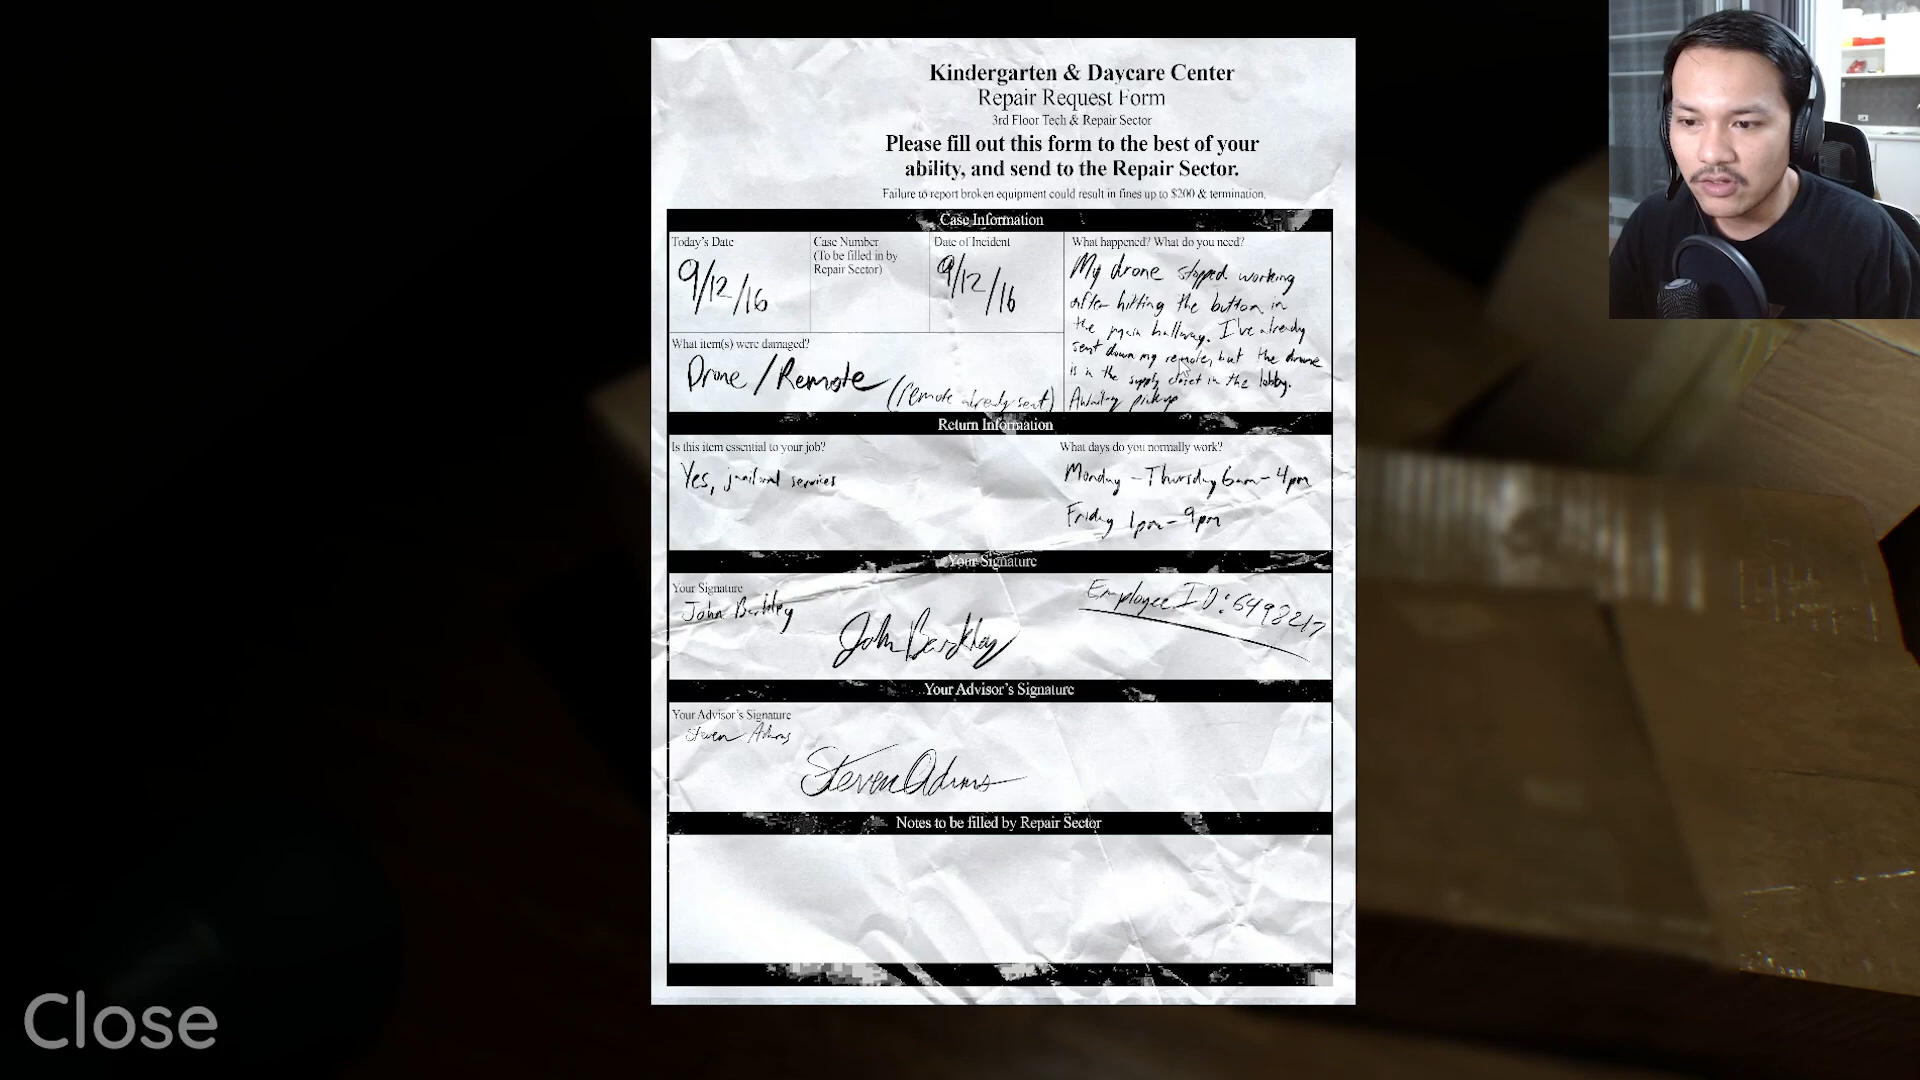 Kindergarten & Daycare Center
Repair Request Form
3rd Floor Tech & Repair Sector
Please fill out this form to the best of your
ability, and send to the Repair Sector.
Failure to report broken equipment could result in fines up to $200 & termination.
Case Information
Today's Date
9/12/16
Case Number
(To be filled in by
Repair Sector)
Date of Incident
9/12/16
What happened? What do you need?
My drone stopped working
after hitting the button in
the main hallway. I've already
sent down my remote, but the drone
is in the supply closet in the lobby.
Awaiting pickup
What item(s) were damaged?
Drone / Remote (remote already sent)
Return Information
Is this item essential to your job?
Yes, janitorial services
What days do you normally work?
Monday - Thursday 6am - 4pm
Friday 1pm - 9pm
Your Signature
Your Signature
John Barkley
John Barkley
Employee ID: 6498217
Your Advisor's Signature
Your Advisor's Signature
Steven Adams
Steven Adams
Notes to be filled by Repair Sector
Close